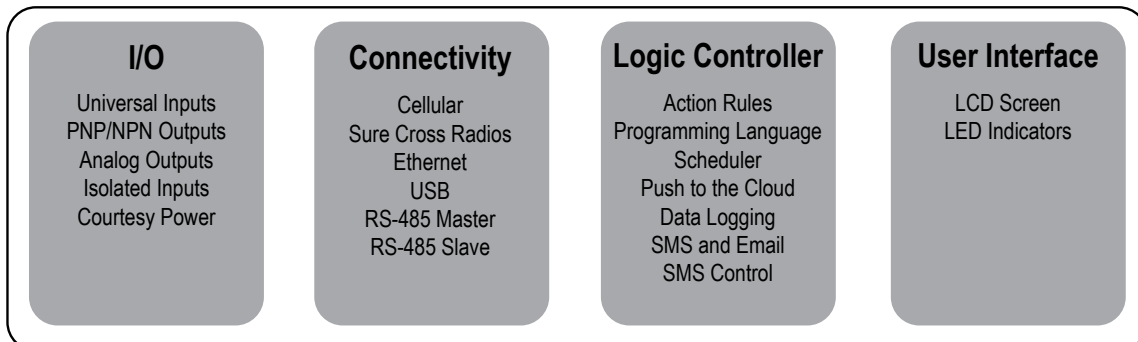 I/O
Universal Inputs
PNP/NPN Outputs
Analog Outputs
Isolated Inputs
Courtesy Power
Connectivity
Cellular
Sure Cross Radios
Ethernet
USB
RS-485 Master
RS-485 Slave
Logic Controller
Action Rules
Programming Language
Scheduler
Push to the Cloud
Data Logging
SMS and Email
SMS Control
User Interface
LCD Screen
LED Indicators